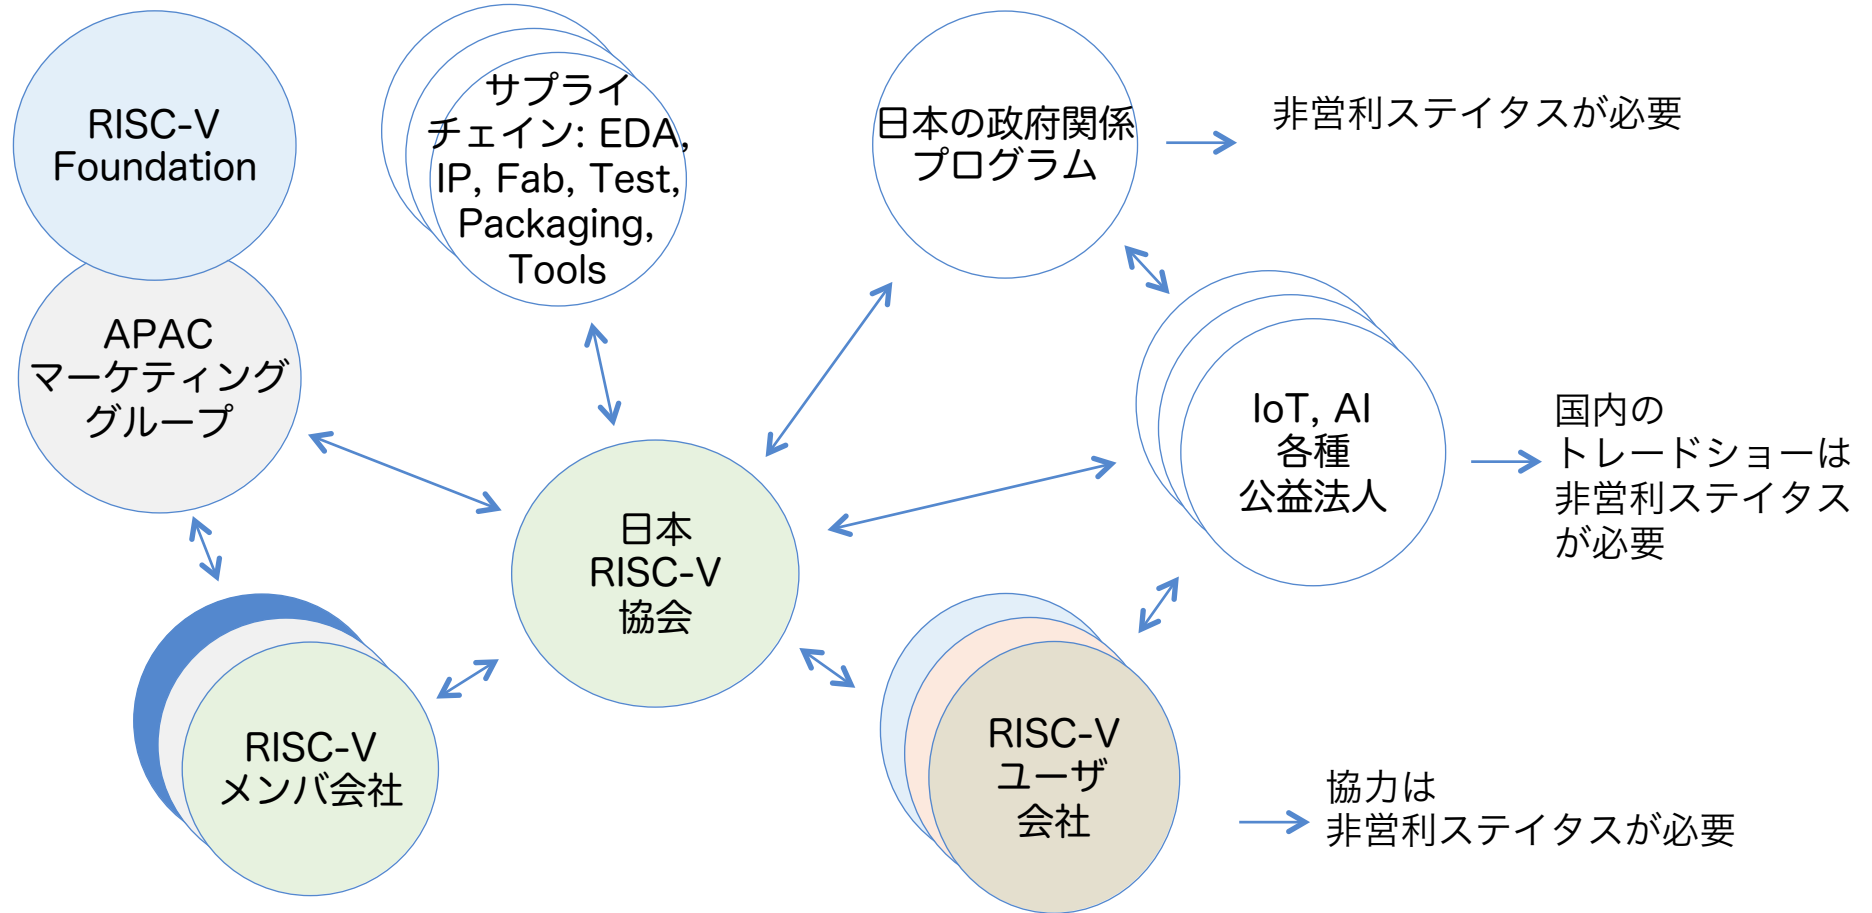 RISC-V
Foundation
サプライ
チェイン: EDA,
IP, Fab, Test,
Packaging,
Tools
日本の政府関係
プログラム
非営利ステイタスが必要
APAC
マーケティング
グループ
IoT, AI
各種
公益法人
国内の
トレードショーは
非営利ステイタス
が必要
日本
RISC-V
協会
RISC-V
メンバ会社
RISC-V
ユーザ
会社
協力は
非営利ステイタスが必要